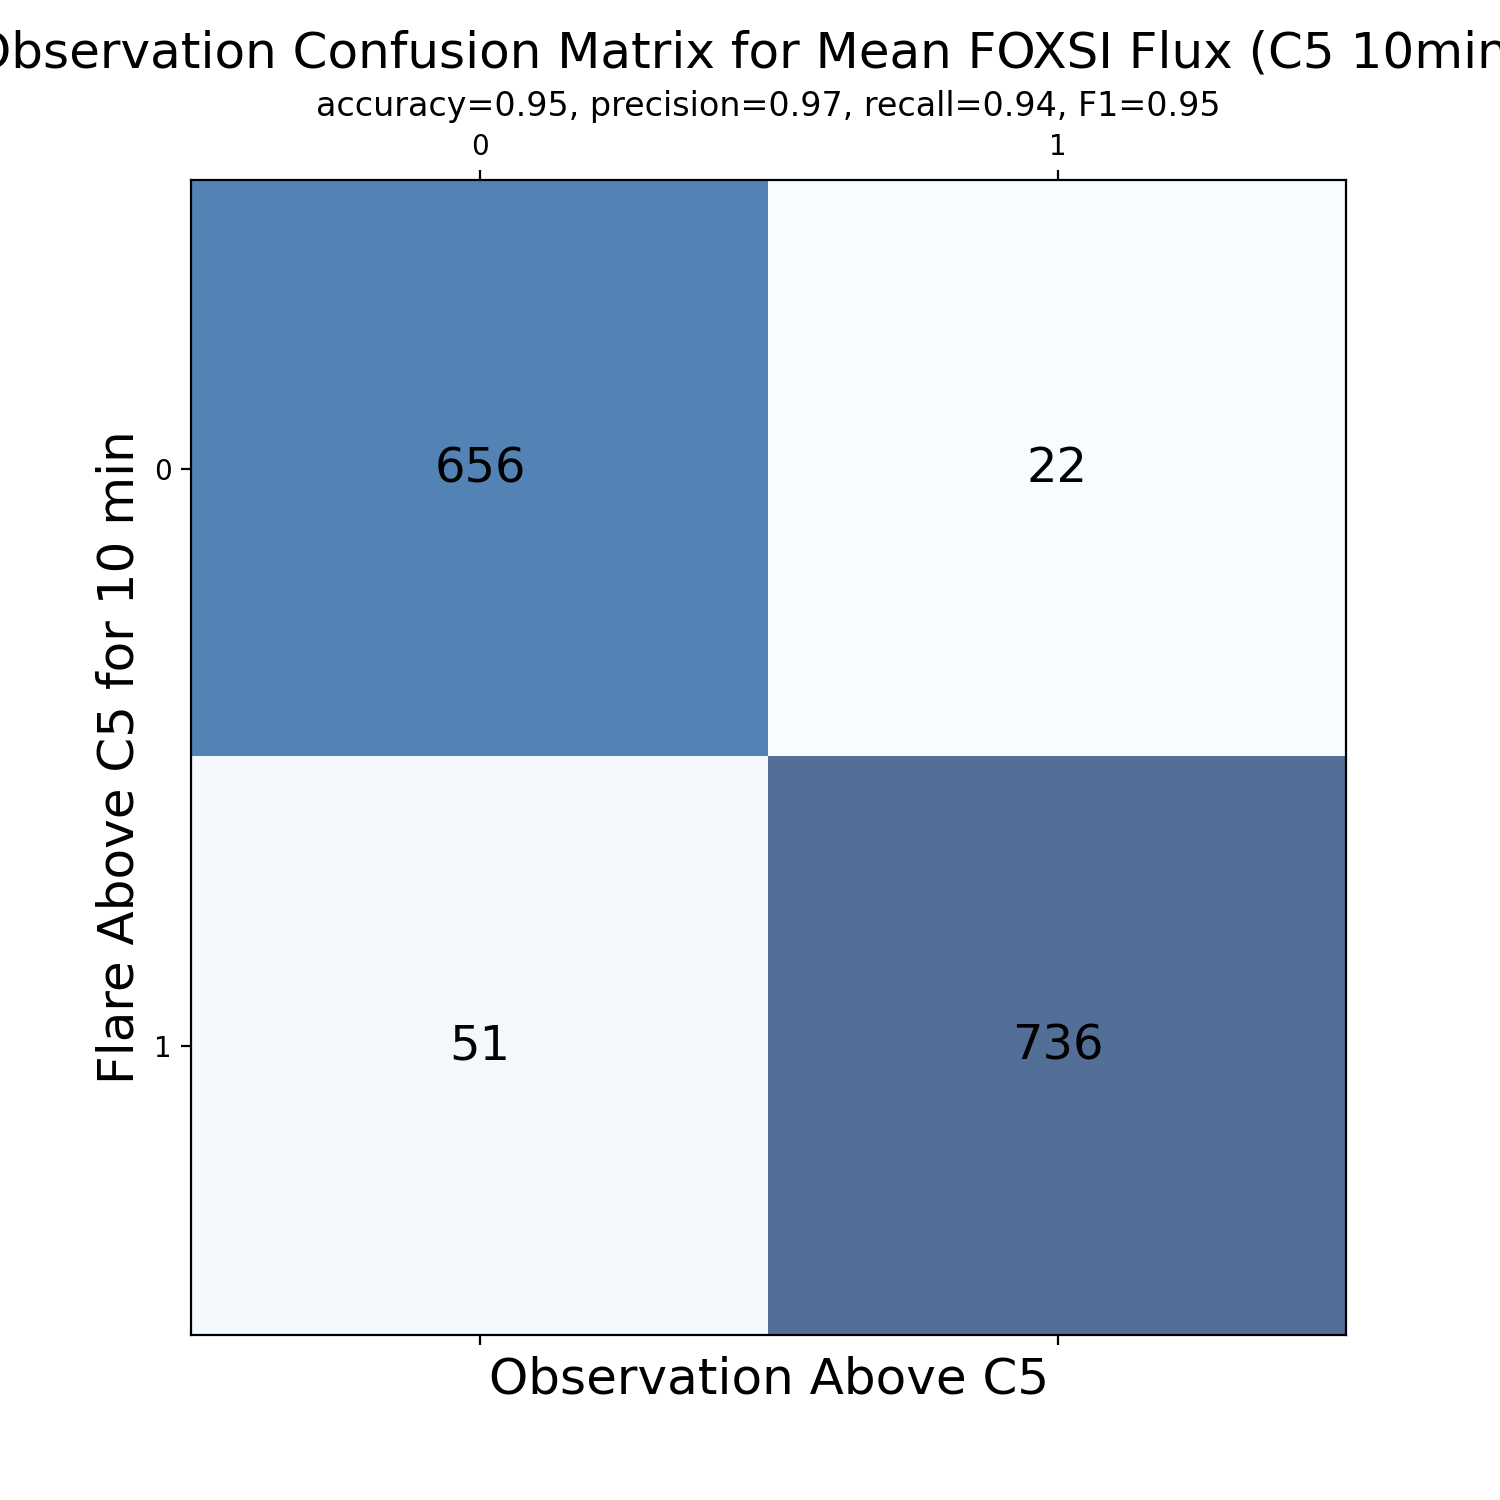 Observation Confusion Matrix for Mean FOXSI Flux (C5 10min
accuracy=0.95, precision=0.97, recall=0.94, F1=0.95
0 1
Flare Above C5 for 10 min
0
656 22
1
51 736
Observation Above C5